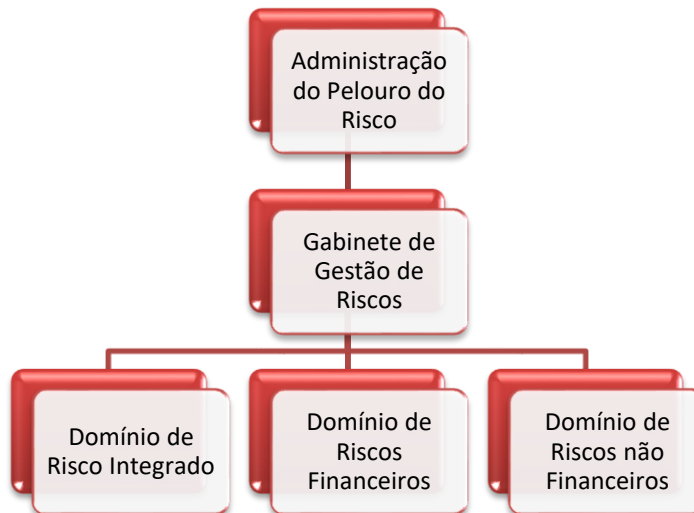 Administração
do Pelouro do
Risco
Gabinete de
Gestão de
Riscos
Domínio de
Risco Integrado
Domínio de
Riscos
Financeiros
Domínio de
Riscos não
Financeiros